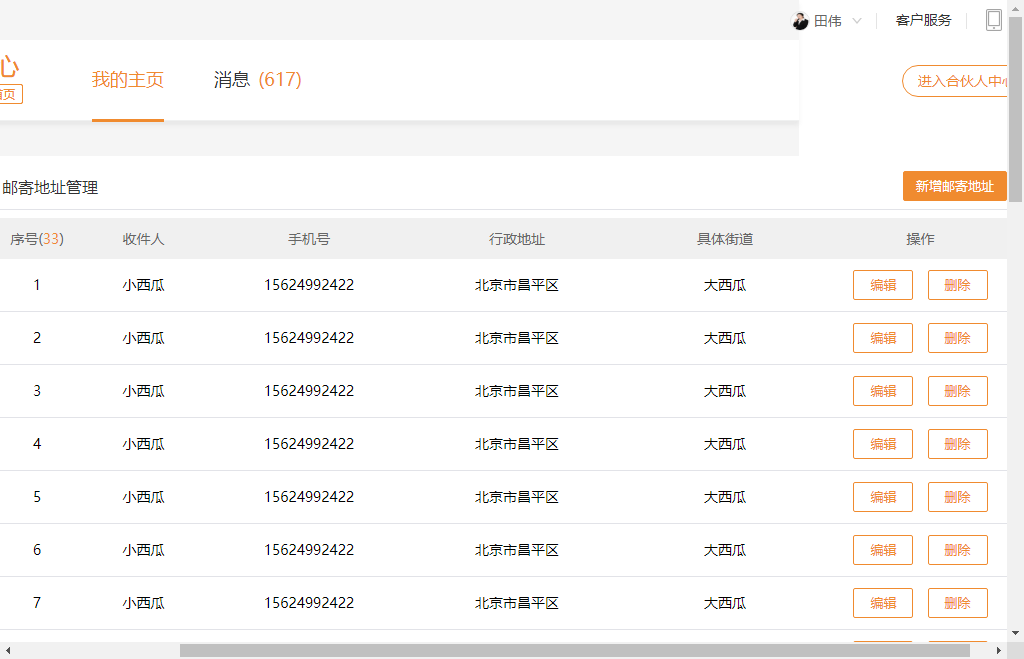 田伟 客户服务
心
我的主页 消息 (617)
进入合伙人中心
首页
邮寄地址管理 新增邮寄地址
序号(33) 收件人 手机号 行政地址 具体街道 操作
1 小西瓜 15624992422 北京市昌平区 大西瓜 编辑 删除
2 小西瓜 15624992422 北京市昌平区 大西瓜 编辑 删除
3 小西瓜 15624992422 北京市昌平区 大西瓜 编辑 删除
4 小西瓜 15624992422 北京市昌平区 大西瓜 编辑 删除
5 小西瓜 15624992422 北京市昌平区 大西瓜 编辑 删除
6 小西瓜 15624992422 北京市昌平区 大西瓜 编辑 删除
7 小西瓜 15624992422 北京市昌平区 大西瓜 编辑 删除